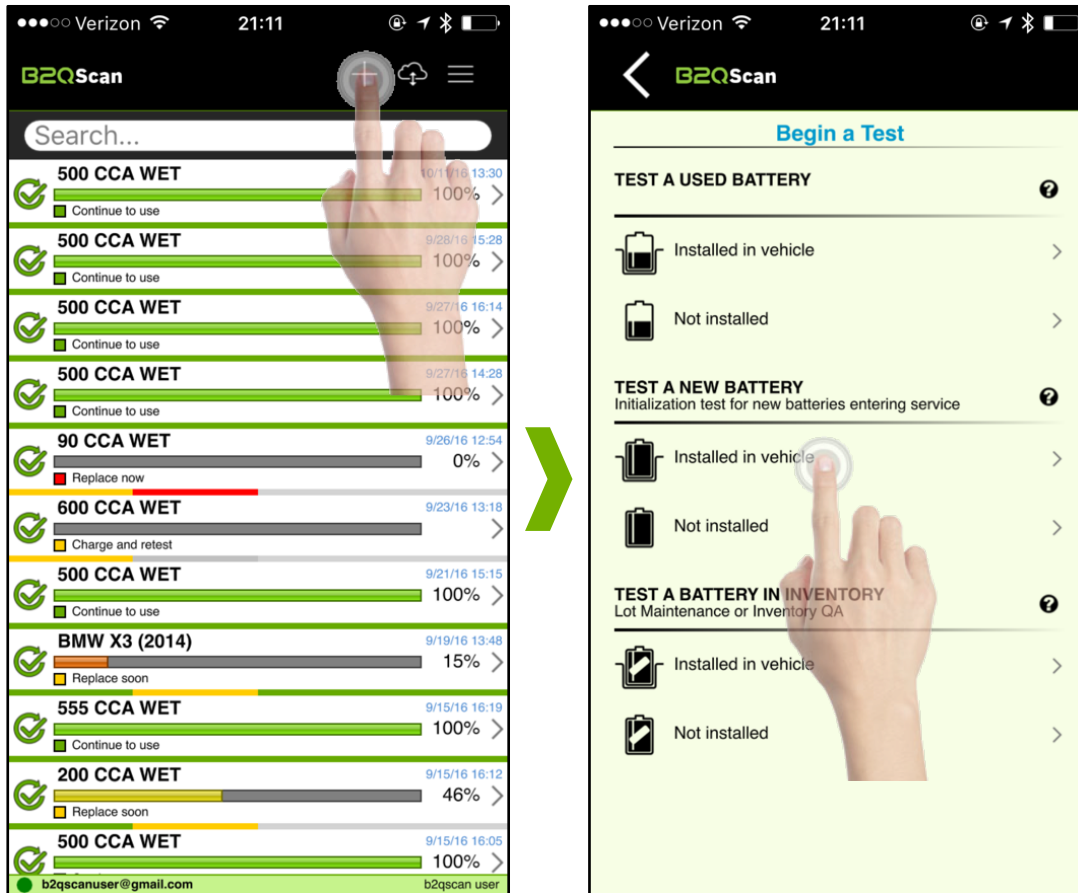 Verizon 21:11
B2QScan
Search...
500 CCA WET 10/11/16 13:30
100%
Continue to use
500 CCA WET 9/28/16 15:28
100%
Continue to use
500 CCA WET 9/27/16 16:14
100%
Continue to use
500 CCA WET 9/27/16 14:28
100%
Continue to use
90 CCA WET 9/26/16 12:54
0%
Replace now
600 CCA WET 9/23/16 13:18
Charge and retest
500 CCA WET 9/21/16 15:15
100%
Continue to use
BMW X3 (2014) 9/19/16 13:48
15%
Replace soon
555 CCA WET 9/15/16 16:19
100%
Continue to use
200 CCA WET 9/15/16 16:12
46%
Replace soon
500 CCA WET 9/15/16 16:05
100%
b2qscanuser@gmail.com b2qscan user
Verizon 21:11
B2QScan
Begin a Test
TEST A USED BATTERY ?
Installed in vehicle
Not installed
TEST A NEW BATTERY ?
Initialization test for new batteries entering service
Installed in vehicle
Not installed
TEST A BATTERY IN INVENTORY ?
Lot Maintenance or Inventory QA
Installed in vehicle
Not installed